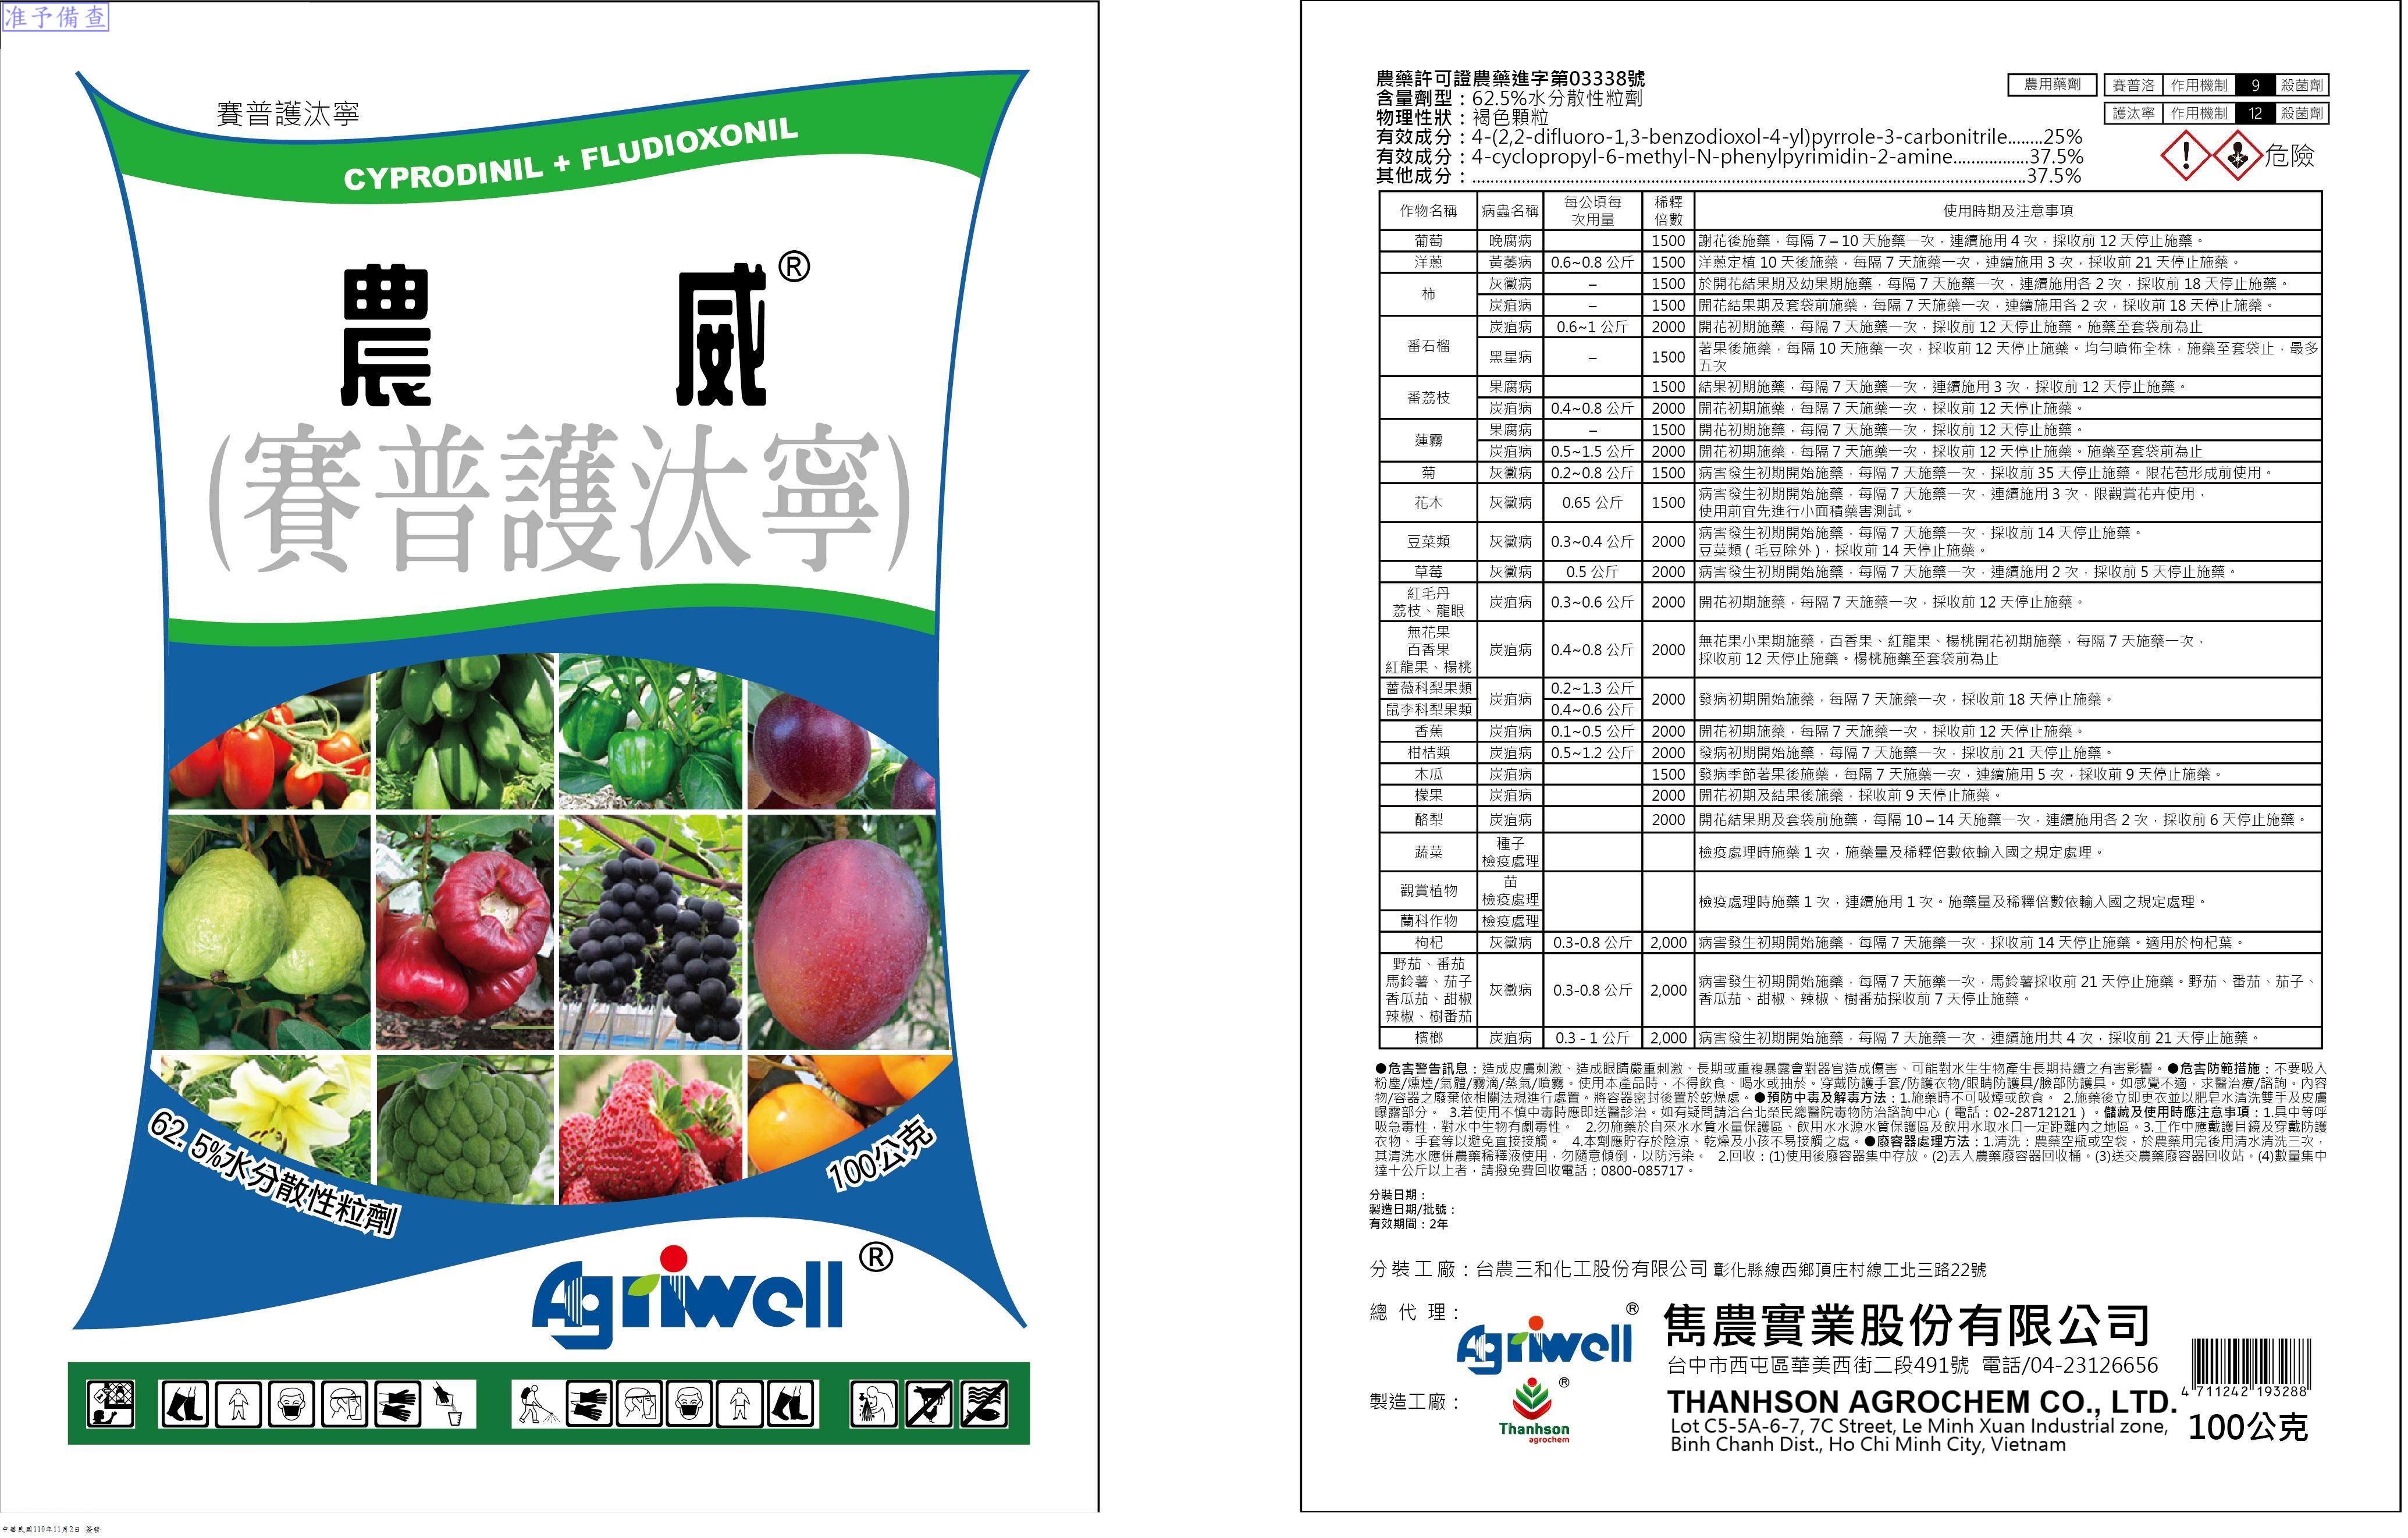 准予備查
賽普護汰寧
CYPRODINIL + FLUDIOXONIL
農 威®
(賽普護汰寧)
62.5%水分散性粒劑
100公克
Agriwell ®
中華民國110年11月2日 簽發
農藥許可證農藥進字第03338號
含量劑型：62.5%水分散性粒劑
物理性狀：褐色顆粒
有效成分：4-(2,2-difluoro-1,3-benzodioxol-4-yl)pyrrole-3-carbonitrile........25%
有效成分：4-cyclopropyl-6-methyl-N-phenylpyrimidin-2-amine................37.5%
其他成分：......37.5%
農用藥劑 賽普洛 作用機制 9 殺菌劑
護汰寧 作用機制 12 殺菌劑
危險
作物名稱 病蟲名稱 每公頃每次用量 稀釋倍數 使用時期及注意事項
葡萄 晚腐病 1500 謝花後施藥，每隔 7 – 10 天施藥一次，連續施用 4 次，採收前 12 天停止施藥。
洋蔥 黃萎病 0.6~0.8 公斤 1500 洋蔥定植 10 天後施藥，每隔 7 天施藥一次，連續施用 3 次，採收前 21 天停止施藥。
柿 灰黴病 – 1500 於開花結果期及幼果期施藥，每隔 7 天施藥一次，連續施用各 2 次，採收前 18 天停止施藥。
炭疽病 – 1500 開花結果期及套袋前施藥，每隔 7 天施藥一次，連續施用各 2 次，採收前 18 天停止施藥。
番石榴 炭疽病 0.6~1 公斤 2000 開花初期施藥，每隔 7 天施藥一次，採收前 12 天停止施藥。施藥至套袋前為止
黑星病 – 1500 著果後施藥，每隔 10 天施藥一次，採收前 12 天停止施藥。均勻噴佈全株，施藥至套袋止，最多
五次
番荔枝 果腐病 1500 結果初期施藥，每隔 7 天施藥一次，連續施用 3 次，採收前 12 天停止施藥。
炭疽病 0.4~0.8 公斤 2000 開花初期施藥，每隔 7 天施藥一次，採收前 12 天停止施藥。
蓮霧 果腐病 – 1500 開花初期施藥，每隔 7 天施藥一次，採收前 12 天停止施藥。
炭疽病 0.5~1.5 公斤 2000 開花初期施藥，每隔 7 天施藥一次，採收前 12 天停止施藥。施藥至套袋前為止
菊 灰黴病 0.2~0.8 公斤 1500 病害發生初期開始施藥，每隔 7 天施藥一次，採收前 35 天停止施藥。限花苞形成前使用。
花木 灰黴病 0.65 公斤 1500 病害發生初期開始施藥，每隔 7 天施藥一次，連續施用 3 次，限觀賞花卉使用，
使用前宜先進行小面積藥害測試。
豆菜類 灰黴病 0.3~0.4 公斤 2000 病害發生初期開始施藥，每隔 7 天施藥一次，採收前 14 天停止施藥。
豆菜類 ( 毛豆除外 )，採收前 14 天停止施藥。
草莓 灰黴病 0.5 公斤 2000 病害發生初期開始施藥，每隔 7 天施藥一次，連續施用 2 次，採收前 5 天停止施藥。
紅毛丹
荔枝、龍眼 炭疽病 0.3~0.6 公斤 2000 開花初期施藥，每隔 7 天施藥一次，採收前 12 天停止施藥。
無花果
百香果
紅龍果、楊桃 炭疽病 0.4~0.8 公斤 2000 無花果小果期施藥，百香果、紅龍果、楊桃開花初期施藥，每隔 7 天施藥一次，
採收前 12 天停止施藥。楊桃施藥至套袋前為止
薔薇科梨果類 炭疽病 0.2~1.3 公斤 2000 發病初期開始施藥，每隔 7 天施藥一次，採收前 18 天停止施藥。
鼠李科梨果類 0.4~0.6 公斤
香蕉 炭疽病 0.1~0.5 公斤 2000 開花初期施藥，每隔 7 天施藥一次，採收前 12 天停止施藥。
柑桔類 炭疽病 0.5~1.2 公斤 2000 發病初期開始施藥，每隔 7 天施藥一次，採收前 21 天停止施藥。
木瓜 炭疽病 1500 發病季節著果後施藥，每隔 7 天施藥一次，連續施用 5 次，採收前 9 天停止施藥。
檬果 炭疽病 2000 開花初期及結果後施藥，採收前 9 天停止施藥。
酪梨 炭疽病 2000 開花結果期及套袋前施藥，每隔 10 – 14 天施藥一次，連續施用各 2 次，採收前 6 天停止施藥。
蔬菜 種子
檢疫處理 檢疫處理時施藥 1 次，施藥量及稀釋倍數依輸入國之規定處理。
觀賞植物 苗
檢疫處理 檢疫處理時施藥 1 次，連續施用 1 次。施藥量及稀釋倍數依輸入國之規定處理。
蘭科作物 檢疫處理
枸杞 灰黴病 0.3-0.8 公斤 2,000 病害發生初期開始施藥，每隔 7 天施藥一次，採收前 14 天停止施藥。適用於枸杞葉。
野茄、番茄
馬鈴薯、茄子
香瓜茄、甜椒
辣椒、樹番茄 灰黴病 0.3-0.8 公斤 2,000 病害發生初期開始施藥，每隔 7 天施藥一次，馬鈴薯採收前 21 天停止施藥。野茄、番茄、茄子、
香瓜茄、甜椒、辣椒、樹番茄採收前 7 天停止施藥。
檳榔 炭疽病 0.3 - 1 公斤 2,000 病害發生初期開始施藥，每隔 7 天施藥一次，連續施用共 4 次，採收前 21 天停止施藥。
●危害警告訊息：造成皮膚刺激、造成眼睛嚴重刺激、長期或重複暴露會對器官造成傷害、可能對水生生物產生長期持續之有害影響。●危害防範措施：不要吸入
粉塵/燻煙/氣體/霧滴/蒸氣/噴霧。使用本產品時，不得飲食、喝水或抽菸。穿戴防護手套/防護衣物/眼睛防護具/臉部防護具。如感覺不適，求醫治療/諮詢。內容
物/容器之廢棄依相關法規進行處置。將容器密封後置於乾燥處。●預防中毒及解毒方法：1.施藥時不可吸煙或飲食。 2.施藥後立即更衣並以肥皂水清洗雙手及皮膚
曝露部分。 3.若使用不慎中毒時應即送醫診治。如有疑問請洽台北榮民總醫院毒物防治諮詢中心 ( 電話：02-28712121 ) 。儲藏及使用時應注意事項：1.具中等呼
吸急毒性，對水中生物有劇毒性。 2.勿施藥於自來水水質水量保護區、飲用水水源水質保護區及飲用水取水口一定距離內之地區。3.工作中應戴護目鏡及穿戴防護
衣物、手套等以避免直接接觸。 4.本劑應貯存於陰涼、乾燥及小孩不易接觸之處。●廢容器處理方法：1.清洗：農藥空瓶或空袋，於農藥用完後用清水清洗三次，
其清洗水應併農藥稀釋液使用，勿隨意傾倒，以防污染。 2.回收：(1)使用後廢容器集中存放。(2)丟入農藥廢容器回收桶。(3)送交農藥廢容器回收站。(4)數量集中
達十公斤以上者，請撥免費回收電話：0800-085717。
分裝日期：
製造日期/批號：
有效期間：2年
分裝工廠：台農三和化工股份有限公司 彰化縣線西鄉頂庄村線工北三路22號
總代理：
Agriwell ®
雋農實業股份有限公司
台中市西屯區華美西街二段491號 電話/04-23126656
製造工廠：
Thanhson ®
agrochem
THANHSON AGROCHEM CO., LTD.
Lot C5-5A-6-7, 7C Street, Le Minh Xuan Industrial zone,
Binh Chanh Dist., Ho Chi Minh City, Vietnam
4 711242 193288
100公克